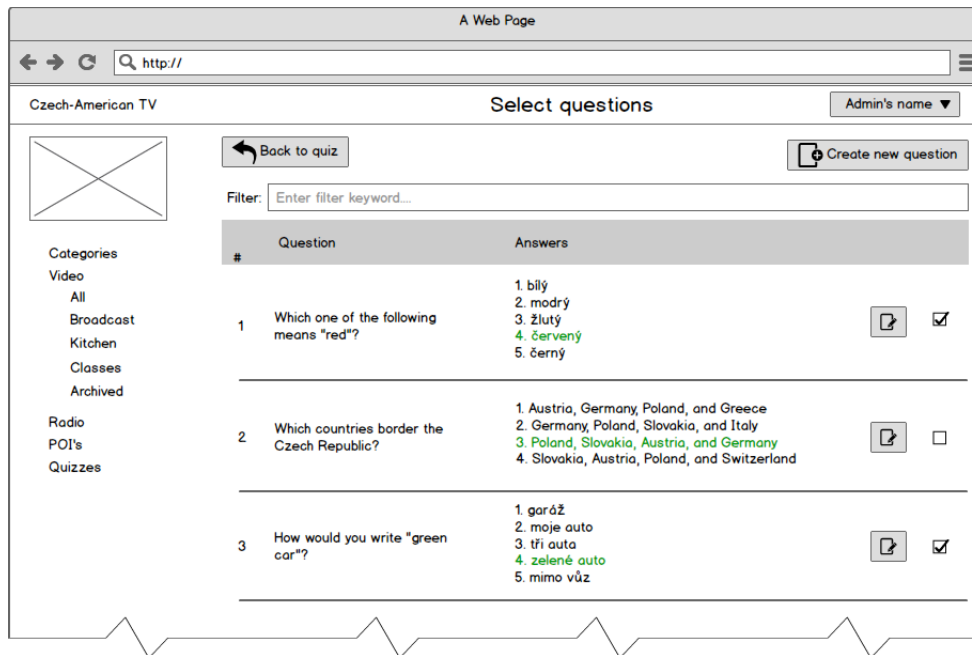 A Web Page
http://
Czech-American TV
Select questions
Admin's name
Back to quiz
Create new question
Filter:
Enter filter keyword....
Categories
Video
All
Broadcast
Kitchen
Classes
Archived
Radio
POI's
Quizzes
#
Question
Answers
1
Which one of the following
means "red"?
1. bílý
2. modrý
3. žlutý
4. červený
5. černý
2
Which countries border the
Czech Republic?
1. Austria, Germany, Poland, and Greece
2. Germany, Poland, Slovakia, and Italy
3. Poland, Slovakia, Austria, and Germany
4. Slovakia, Austria, Poland, and Switzerland
3
How would you write "green
car"?
1. garáž
2. moje auto
3. tři auta
4. zelené auto
5. mimo vůz